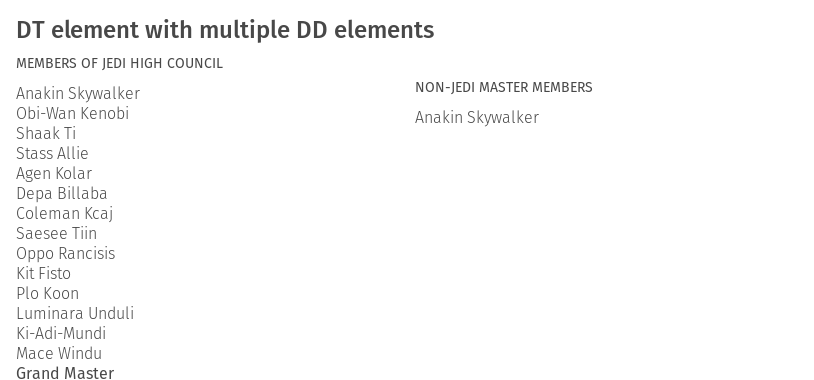 DT element with multiple DD elements
MEMBERS OF JEDI HIGH COUNCIL
Anakin Skywalker
Obi-Wan Kenobi
Shaak Ti
Stass Allie
Agen Kolar
Depa Billaba
Coleman Kcaj
Saesee Tiin
Oppo Rancisis
Kit Fisto
Plo Koon
Luminara Unduli
Ki-Adi-Mundi
Mace Windu
Grand Master
NON-JEDI MASTER MEMBERS
Anakin Skywalker